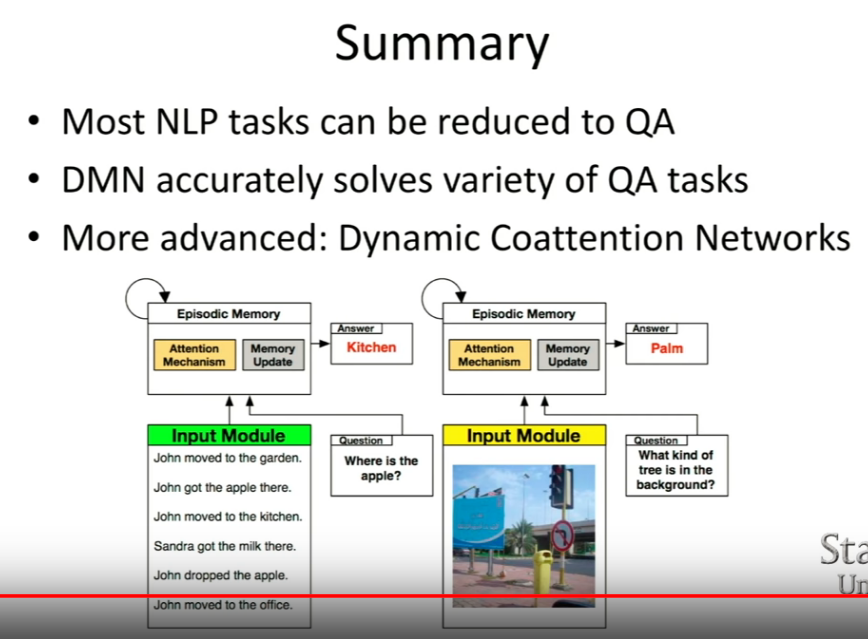 Summary
• Most NLP tasks can be reduced to QA
• DMN accurately solves variety of QA tasks
• More advanced: Dynamic Coattention Networks
Episodic Memory
Attention
Mechanism
Memory
Update
Answer
Kitchen
Input Module
John moved to the garden.
John got the apple there.
John moved to the kitchen.
Sandra got the milk there.
John dropped the apple.
John moved to the office.
Question
Where is the
apple?
Episodic Memory
Attention
Mechanism
Memory
Update
Answer
Palm
Input Module
Question
What kind of
tree is in the
background?
Sta
Un